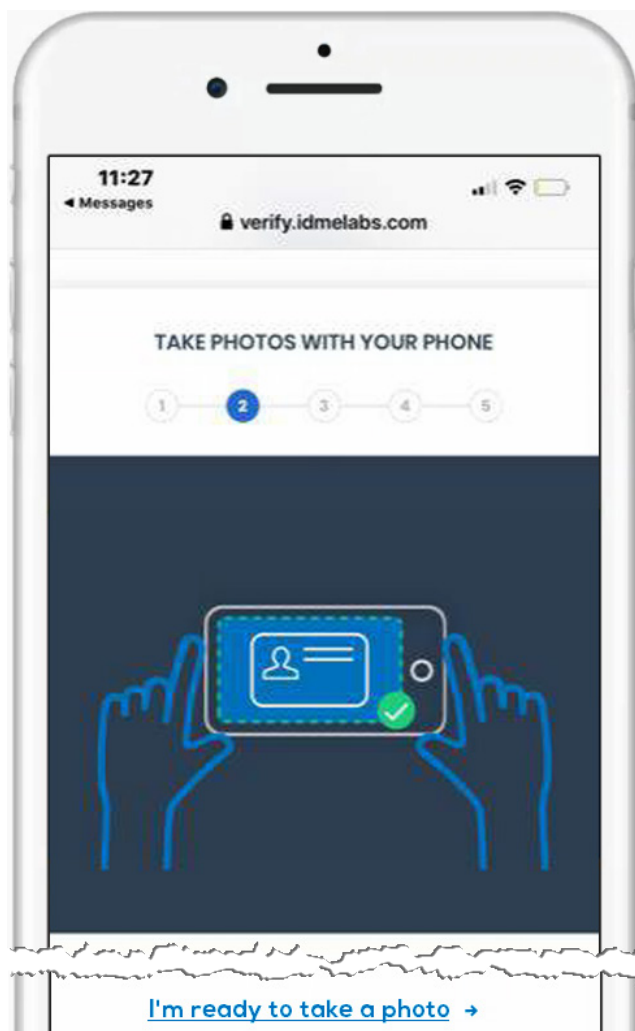 11:27
◀ Messages
verify.idmelabs.com
TAKE PHOTOS WITH YOUR PHONE
1 2 3 4 5
I'm ready to take a photo →